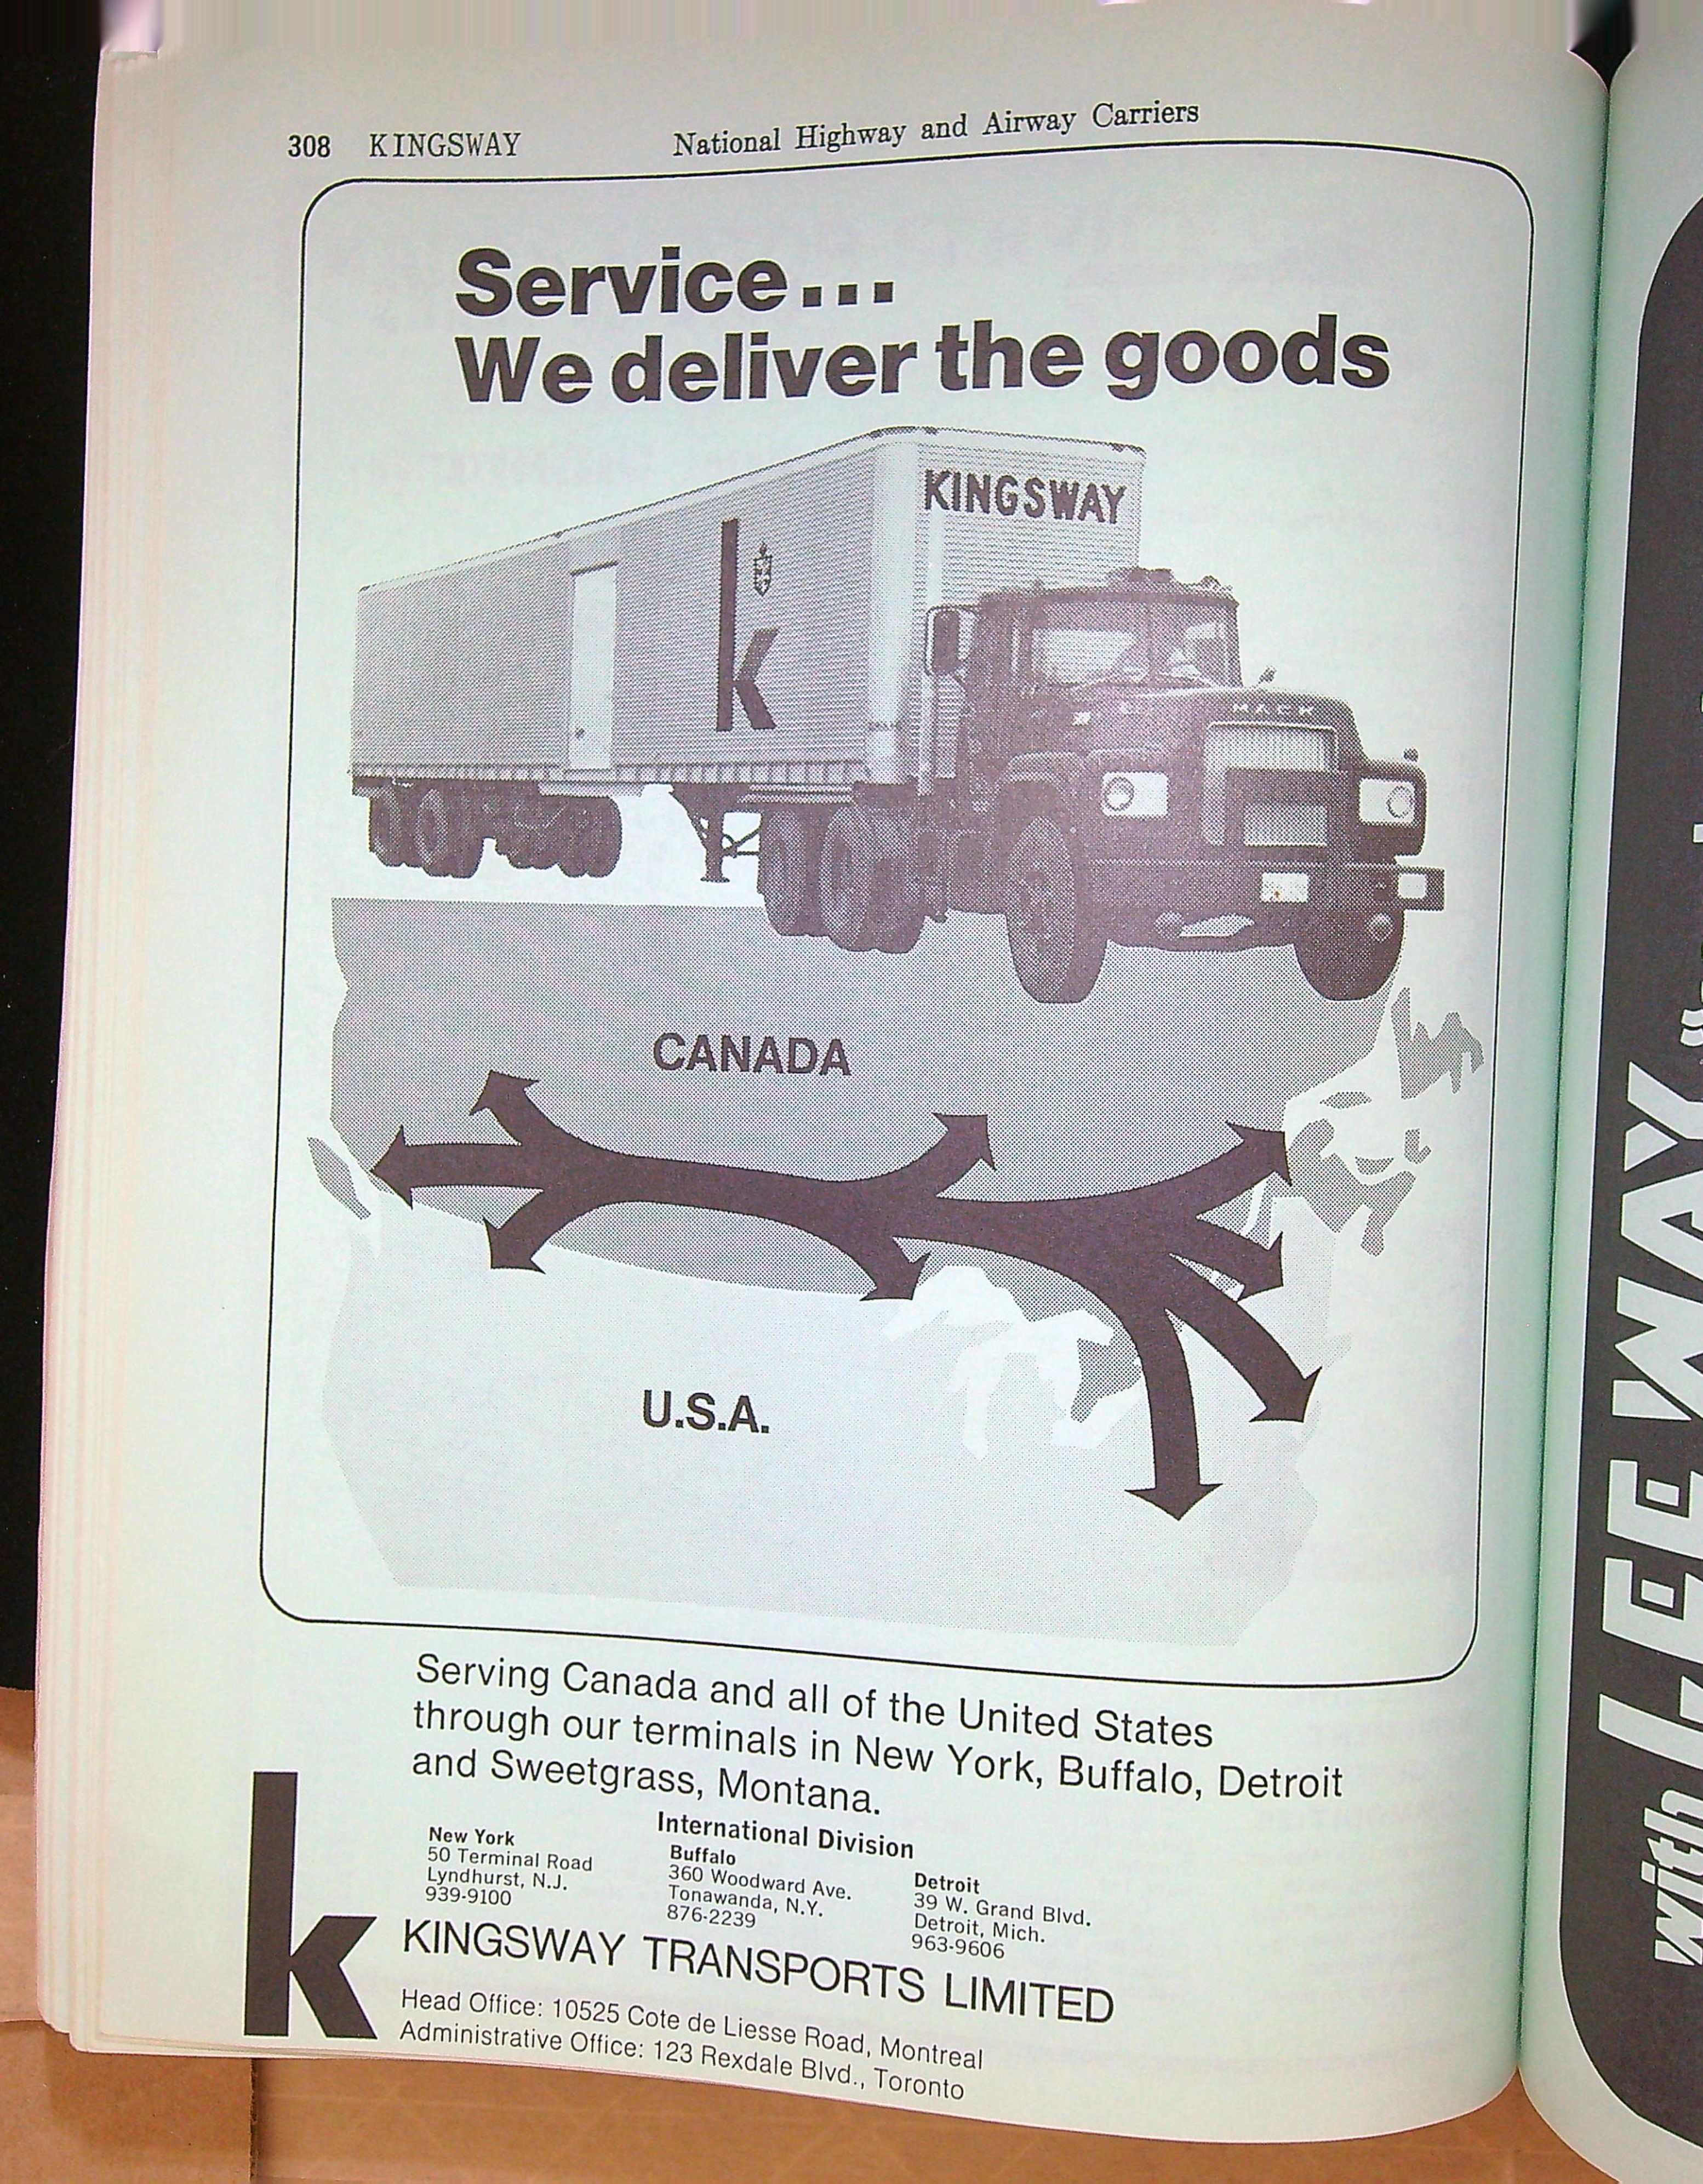 308 KINGSWAY National Highway and Airway Carriers
Service...
We deliver the goods
KINGSWAY
k
MACK
CANADA
U.S.A.
Serving Canada and all of the United States
through our terminals in New York, Buffalo, Detroit
and Sweetgrass, Montana.
International Division
New York
50 Terminal Road
Lyndhurst, N.J.
939-9100
Buffalo
360 Woodward Ave.
Tonawanda, N.Y.
876-2239
Detroit
39 W. Grand Blvd.
Detroit, Mich.
963-9606
k
KINGSWAY TRANSPORTS LIMITED
Head Office: 10525 Cote de Liesse Road, Montreal
Administrative Office: 123 Rexdale Blvd., Toronto
with LEEWAY